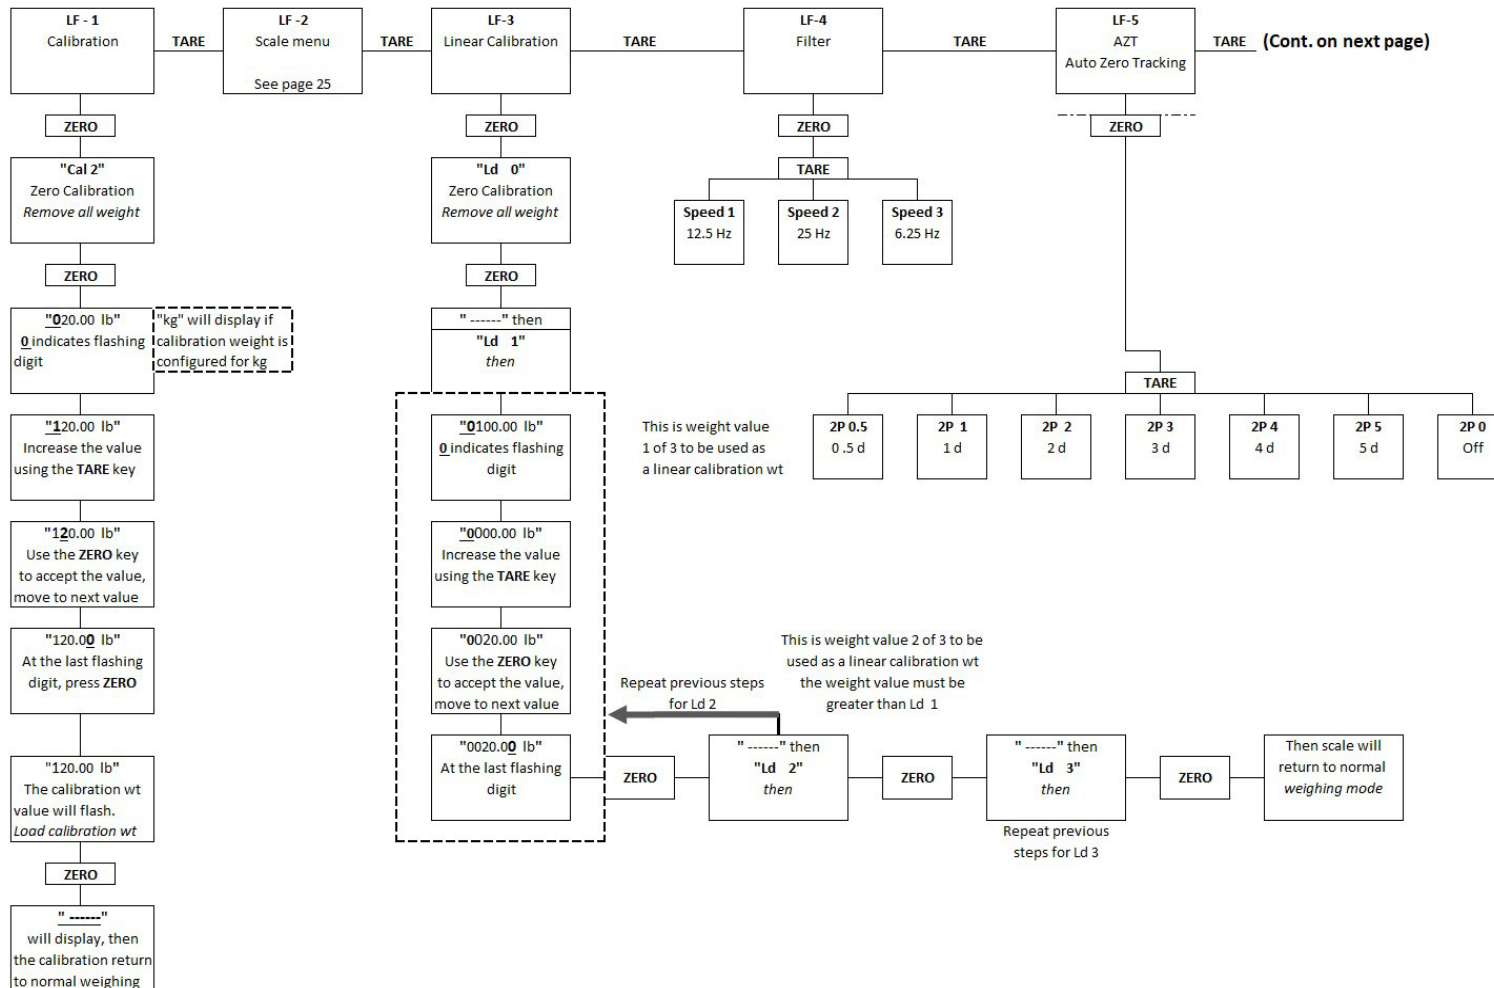 LF - 1
Calibration
TARE
LF -2
Scale menu
See page 25
TARE
LF-3
Linear Calibration
TARE
LF-4
Filter
TARE
LF-5
AZT
Auto Zero Tracking
TARE
(Cont. on next page)
ZERO
"Cal 2"
Zero Calibration
Remove all weight
ZERO
"020.00 lb"
0 indicates flashing
digit
"kg" will display if
calibration weight is
configured for kg
"120.00 lb"
Increase the value
using the TARE key
"120.00 lb"
Use the ZERO key
to accept the value,
move to next value
"120.00 lb"
At the last flashing
digit, press ZERO
"120.00 lb"
The calibration wt
value will flash.
Load calibration wt
ZERO
" ------"
will display, then
the calibration return
to normal weighing
ZERO
"Ld 0"
Zero Calibration
Remove all weight
ZERO
" ------" then
"Ld 1"
then
"0100.00 lb"
0 indicates flashing
digit
This is weight value
1 of 3 to be used as
a linear calibration wt
"0000.00 lb"
Increase the value
using the TARE key
"0020.00 lb"
Use the ZERO key
to accept the value,
move to next value
"0020.00 lb"
At the last flashing
digit
ZERO
Repeat previous steps
for Ld 2
This is weight value 2 of 3 to be
used as a linear calibration wt
the weight value must be
greater than Ld 1
" ------" then
"Ld 2"
then
ZERO
" ------" then
"Ld 3"
then
Repeat previous
steps for Ld 3
ZERO
Then scale will
return to normal
weighing mode
ZERO
TARE
Speed 1
12.5 Hz
Speed 2
25 Hz
Speed 3
6.25 Hz
ZERO
TARE
2P 0.5
0 .5 d
2P 1
1 d
2P 2
2 d
2P 3
3 d
2P 4
4 d
2P 5
5 d
2P 0
Off